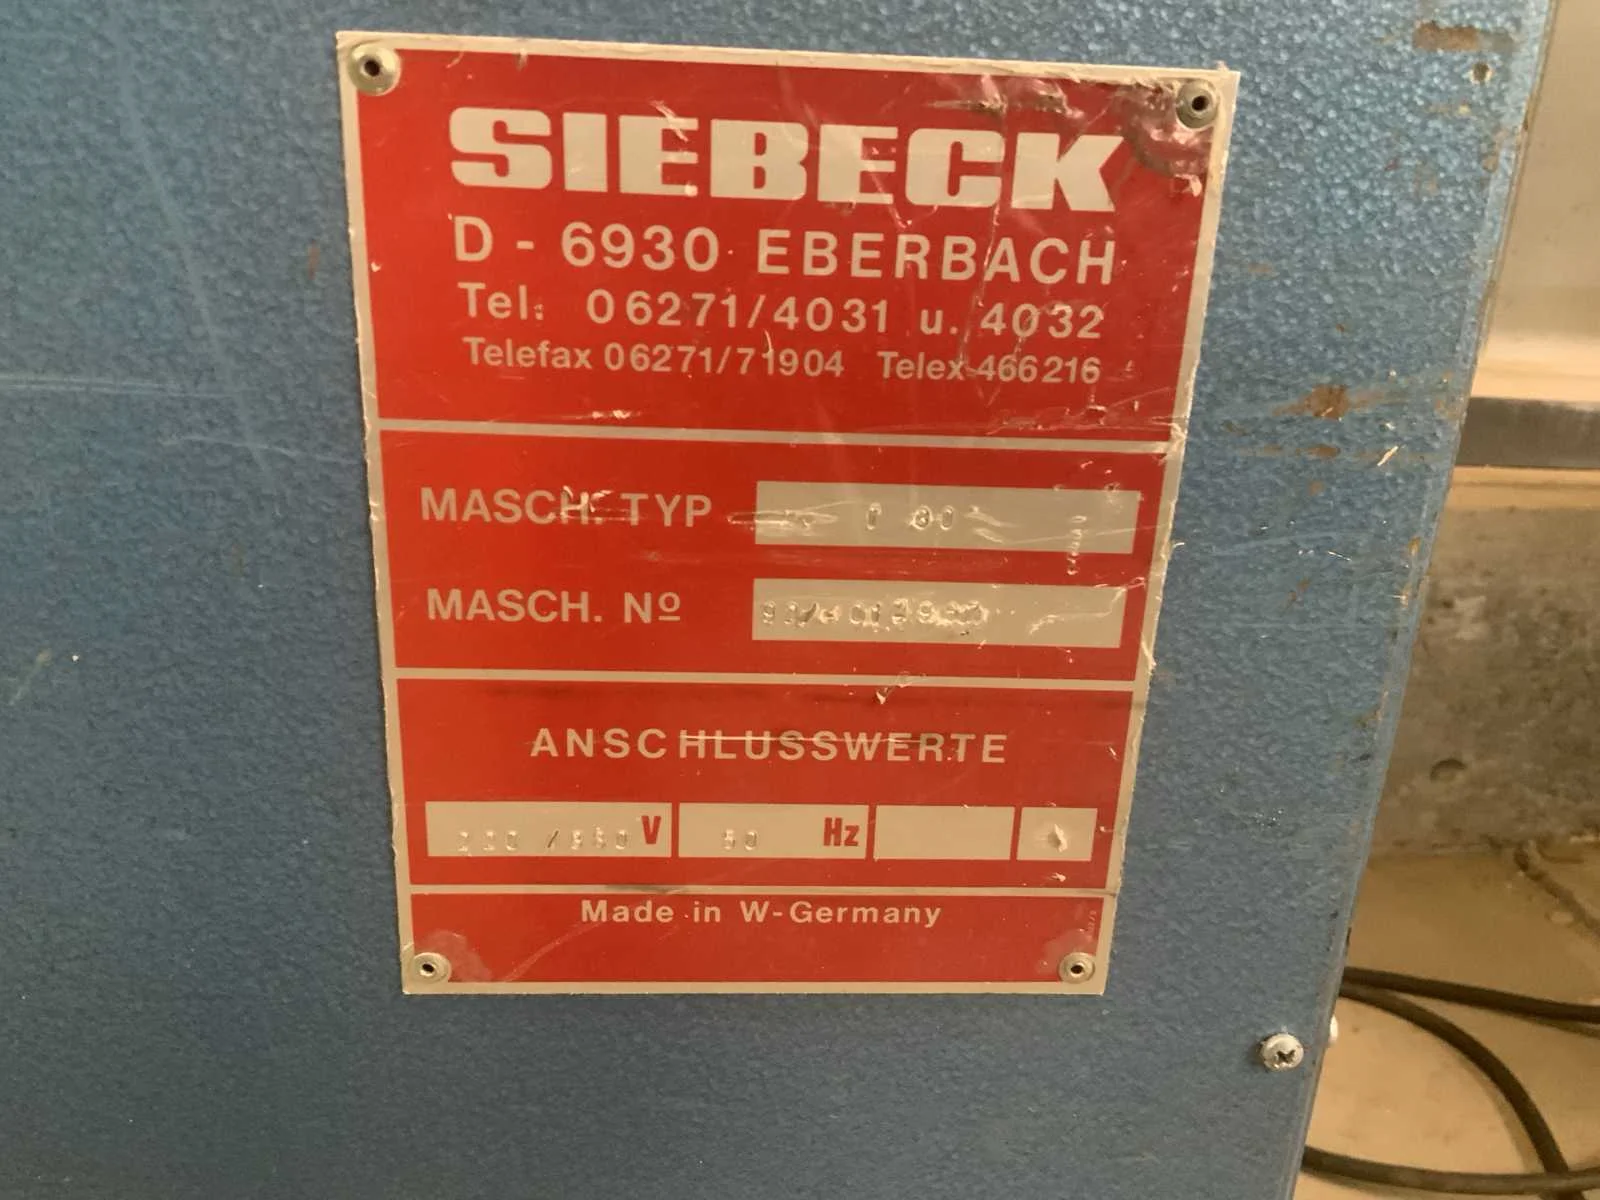 SIEBECK
D - 6930 EBERBACH
Tel: 06271/4031 u. 4032
Telefax 06271/71904 Telex 466216
MASCH. TYP
MASCH. Nº
ANSCHLUSSWERTE
V 50 Hz
Made in W-Germany